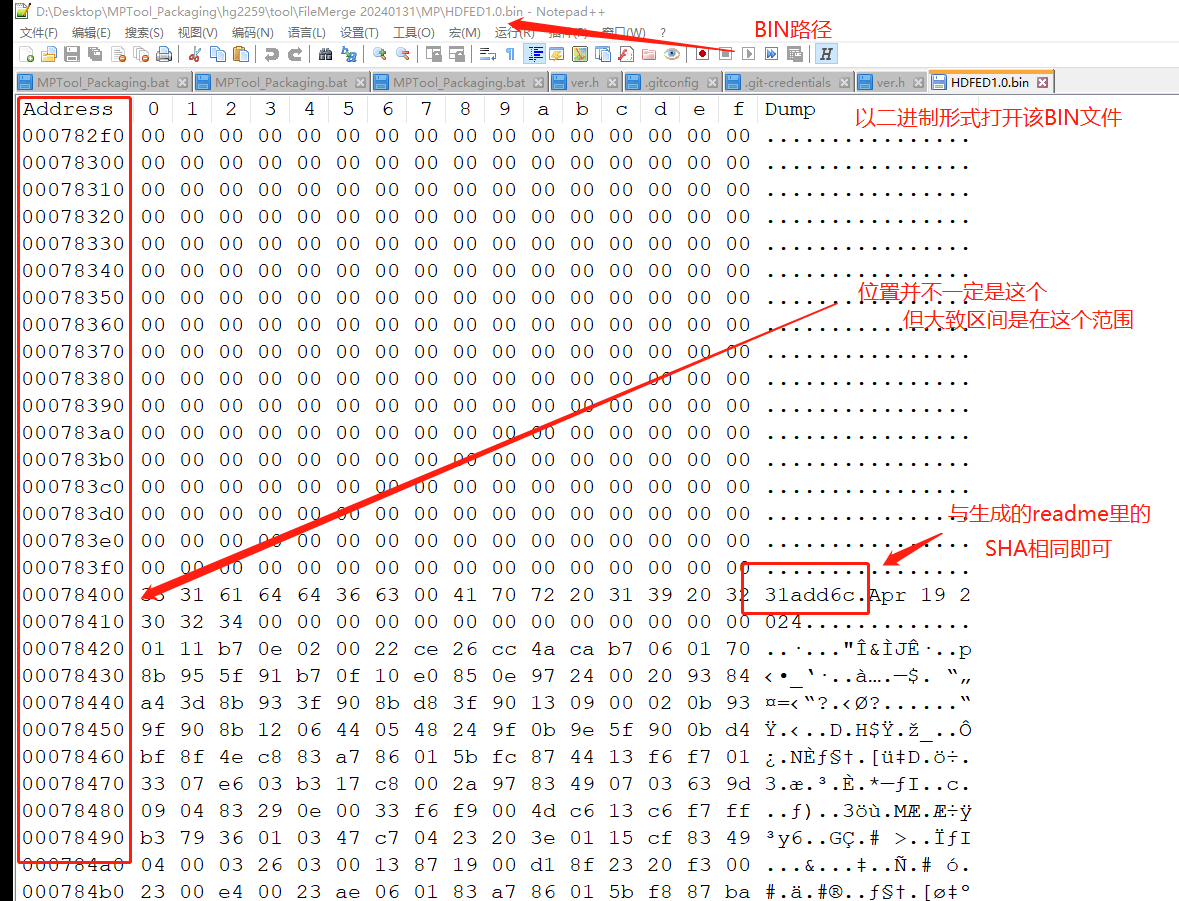 D:\Desktop\MPTool_Packaging\hg2259\tool\FileMerge 20240131\MP\HDFED1.0.bin - Notepad++
BIN路径
文件(F) 编辑(E) 搜索(S) 视图(V) 编码(N) 语言(L) 设置(T) 工具(O) 宏(M) 运行(R) 窗口(W) ?
MPTool_Packaging.bat MPTool_Packaging.bat MPTool_Packaging.bat ver.h .gitconfig .git-credentials ver.h HDFED1.0.bin
Address 0 1 2 3 4 5 6 7 8 9 a b c d e f Dump
以二进制形式打开该BIN文件
000782f0 00 00 00 00 00 00 00 00 00 00 00 00 00 00 00 00 ................
00078300 00 00 00 00 00 00 00 00 00 00 00 00 00 00 00 00 ................
00078310 00 00 00 00 00 00 00 00 00 00 00 00 00 00 00 00 ................
00078320 00 00 00 00 00 00 00 00 00 00 00 00 00 00 00 00 ................
00078330 00 00 00 00 00 00 00 00 00 00 00 00 00 00 00 00 ................
00078340 00 00 00 00 00 00 00 00 00 00 00 00 00 00 00 00 ................
00078350 00 00 00 00 00 00 00 00 00 00 00 00 00 00 00 00 ................
位置并不一定是这个
但大致区间是在这个范围
00078360 00 00 00 00 00 00 00 00 00 00 00 00 00 00 00 00 ................
00078370 00 00 00 00 00 00 00 00 00 00 00 00 00 00 00 00 ................
00078380 00 00 00 00 00 00 00 00 00 00 00 00 00 00 00 00 ................
00078390 00 00 00 00 00 00 00 00 00 00 00 00 00 00 00 00 ................
000783a0 00 00 00 00 00 00 00 00 00 00 00 00 00 00 00 00 ................
000783b0 00 00 00 00 00 00 00 00 00 00 00 00 00 00 00 00 ................
000783c0 00 00 00 00 00 00 00 00 00 00 00 00 00 00 00 00 ................
000783d0 00 00 00 00 00 00 00 00 00 00 00 00 00 00 00 00 ................
与生成的readme里的
SHA相同即可
000783e0 00 00 00 00 00 00 00 00 00 00 00 00 00 00 00 00 ................
000783f0 00 00 00 00 00 00 00 00 00 00 00 00 00 00 00 00 ................
00078400 33 31 61 64 64 36 63 00 41 70 72 20 31 39 20 32 31add6c.Apr 19 2
00078410 30 32 34 00 00 00 00 00 00 00 00 00 00 00 00 00 024.............
00078420 01 11 b7 0e 02 00 22 ce 26 cc 4a ca b7 06 01 70 ..·..."Î&ÌJÊ·..p
00078430 8b 95 5f 91 b7 0f 10 e0 85 0e 97 24 00 20 93 84 ‹•_‘·..à….—$. “„
00078440 a4 3d 8b 93 3f 90 8b d8 3f 90 13 09 00 02 0b 93 ¤=‹“?.‹Ø?......“
00078450 9f 90 8b 12 06 44 05 48 24 9f 0b 9e 5f 90 0b d4 Ÿ.‹..D.H$Ÿ.ž_..Ô
00078460 bf 8f 4e c8 83 a7 86 01 5b fc 87 44 13 f6 f7 01 ¿.NÈƒ§†.[ü‡D.ö÷.
00078470 33 07 e6 03 b3 17 c8 00 2a 97 83 49 07 03 63 9d 3.æ.³.È.*—ƒI..c.
00078480 09 04 83 29 0e 00 33 f6 f9 00 4d c6 13 c6 f7 ff ..ƒ)..3öù.MÆ.Æ÷ÿ
00078490 b3 79 36 01 03 47 c7 04 23 20 3e 01 15 cf 83 49 ³y6..GÇ.# >..ÏƒI
000784a0 04 00 03 26 03 00 13 87 19 00 d1 8f 23 20 f3 00 ...&...‡..Ñ.# ó.
000784b0 23 00 e4 00 23 ae 06 01 83 a7 86 01 5b f8 87 ba #.ä.#®..ƒ§†.[ø‡º